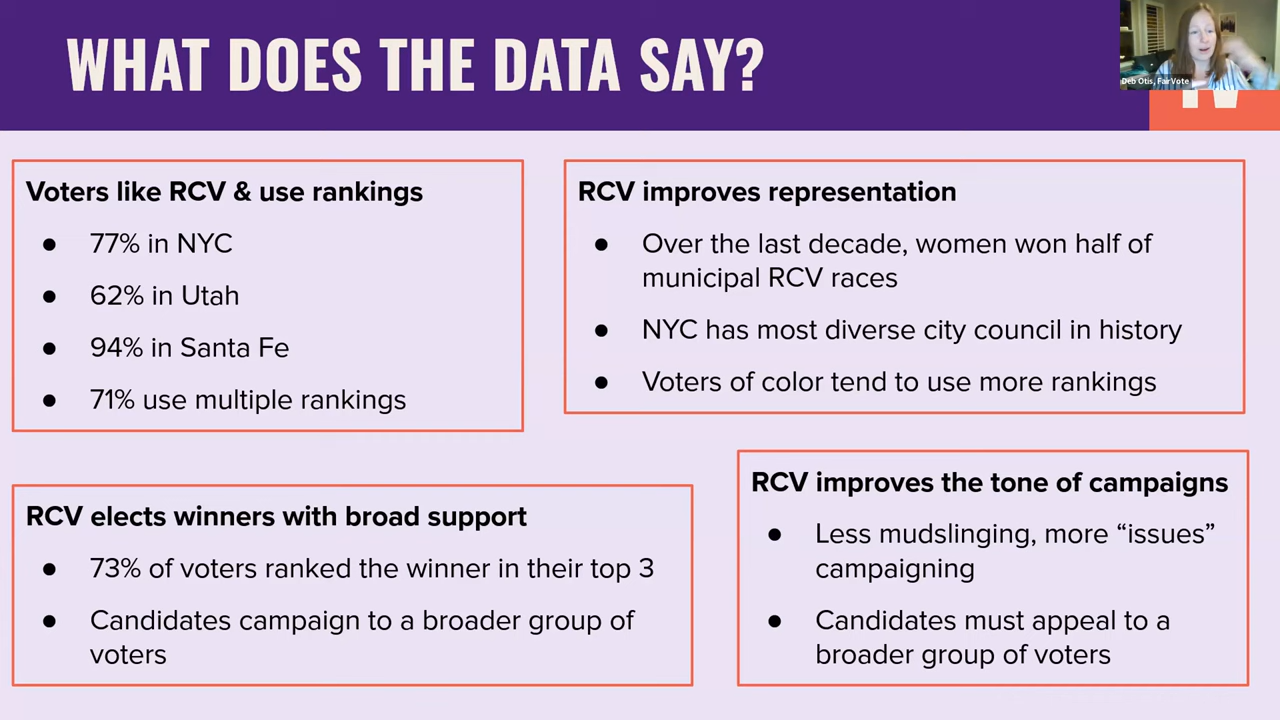 WHAT DOES THE DATA SAY?
Deb Otis, FairVote
Voters like RCV & use rankings
● 77% in NYC
● 62% in Utah
● 94% in Santa Fe
● 71% use multiple rankings
RCV improves representation
● Over the last decade, women won half of
municipal RCV races
● NYC has most diverse city council in history
● Voters of color tend to use more rankings
RCV elects winners with broad support
● 73% of voters ranked the winner in their top 3
● Candidates campaign to a broader group of
voters
RCV improves the tone of campaigns
● Less mudslinging, more “issues”
campaigning
● Candidates must appeal to a
broader group of voters